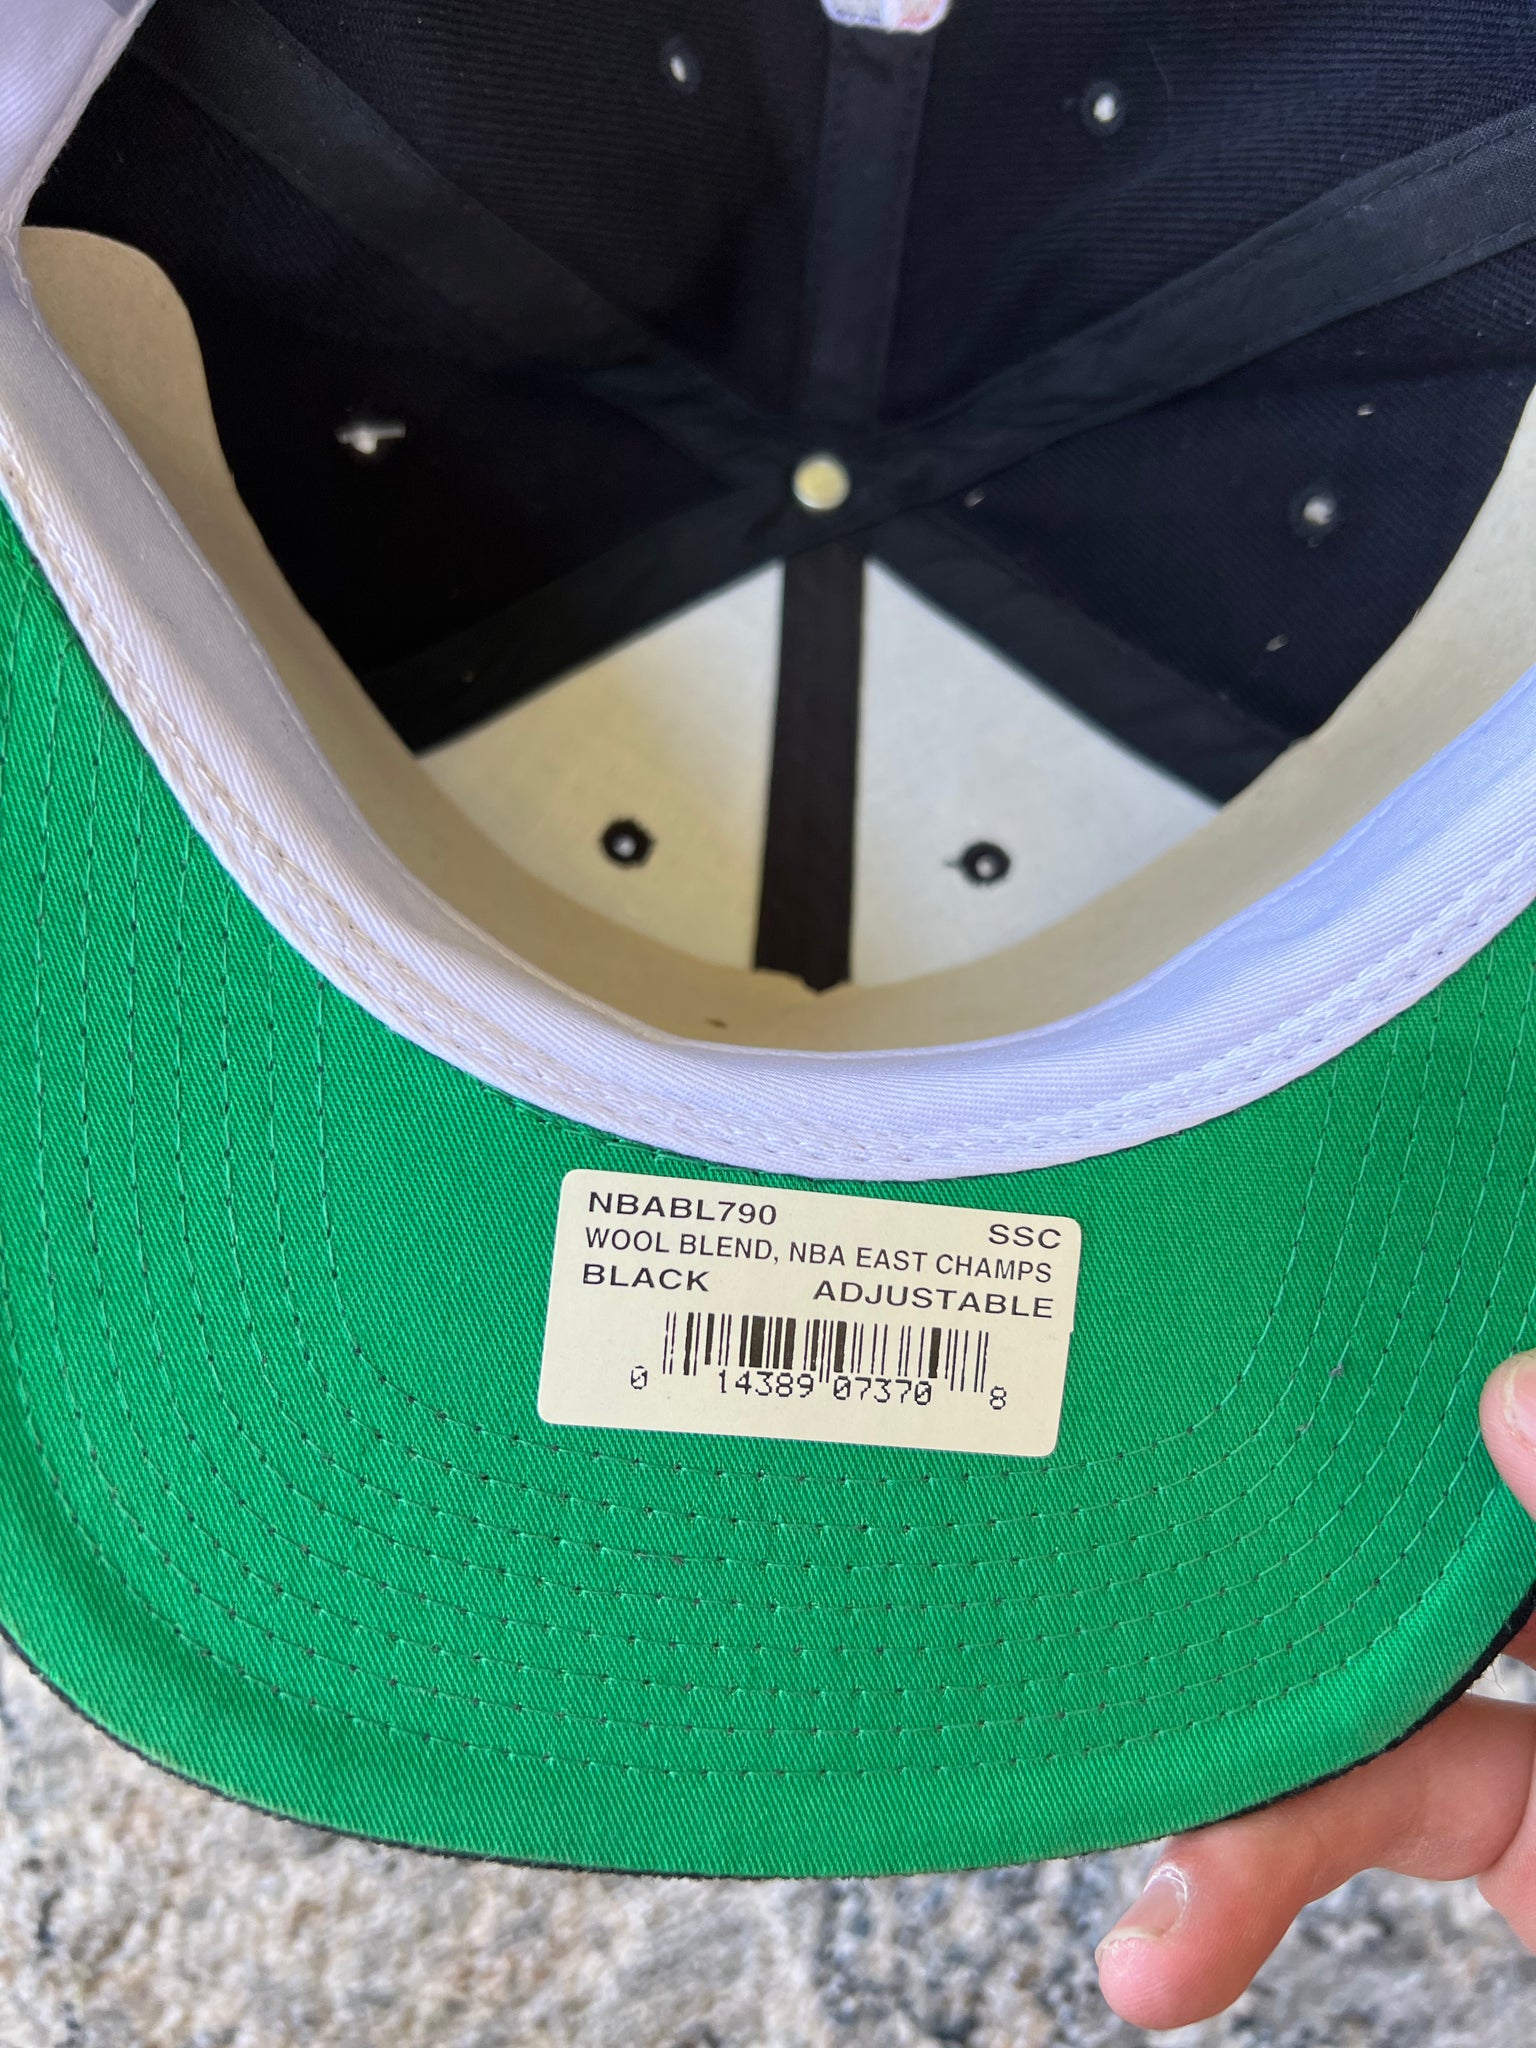 NBABL790 SSC
WOOL BLEND, NBA EAST CHAMPS
BLACK ADJUSTABLE
0 14389 07370 8